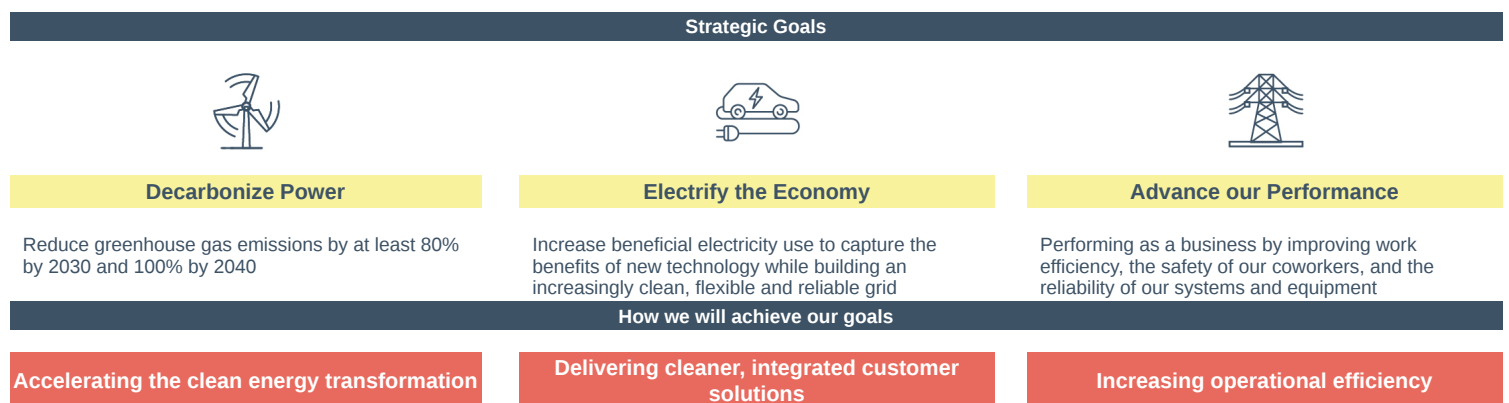 Strategic Goals
Decarbonize Power
Reduce greenhouse gas emissions by at least 80%
by 2030 and 100% by 2040
Electrify the Economy
Increase beneficial electricity use to capture the
benefits of new technology while building an
increasingly clean, flexible and reliable grid
Advance our Performance
Performing as a business by improving work
efficiency, the safety of our coworkers, and the
reliability of our systems and equipment
How we will achieve our goals
Accelerating the clean energy transformation
Delivering cleaner, integrated customer
solutions
Increasing operational efficiency